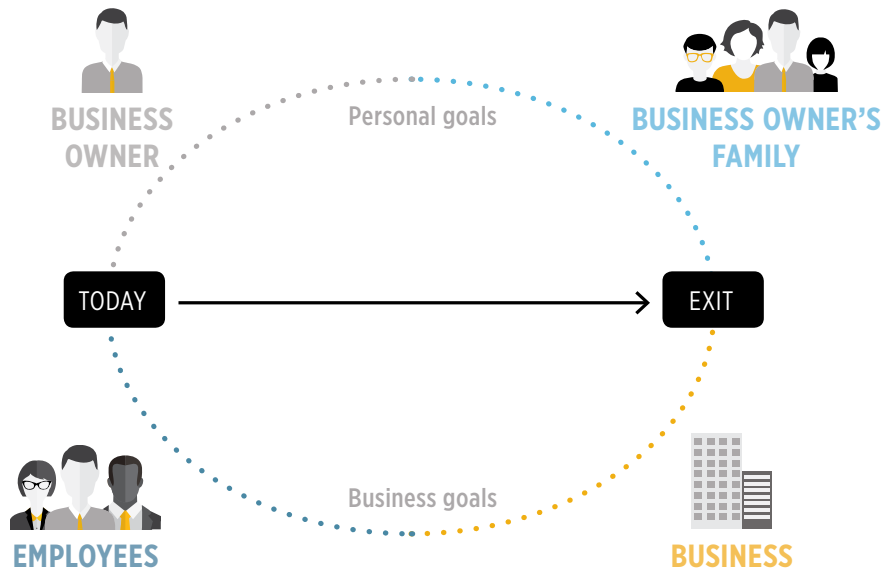 BUSINESS
OWNER
Personal goals
BUSINESS OWNER'S
FAMILY
TODAY
EXIT
Business goals
EMPLOYEES
BUSINESS